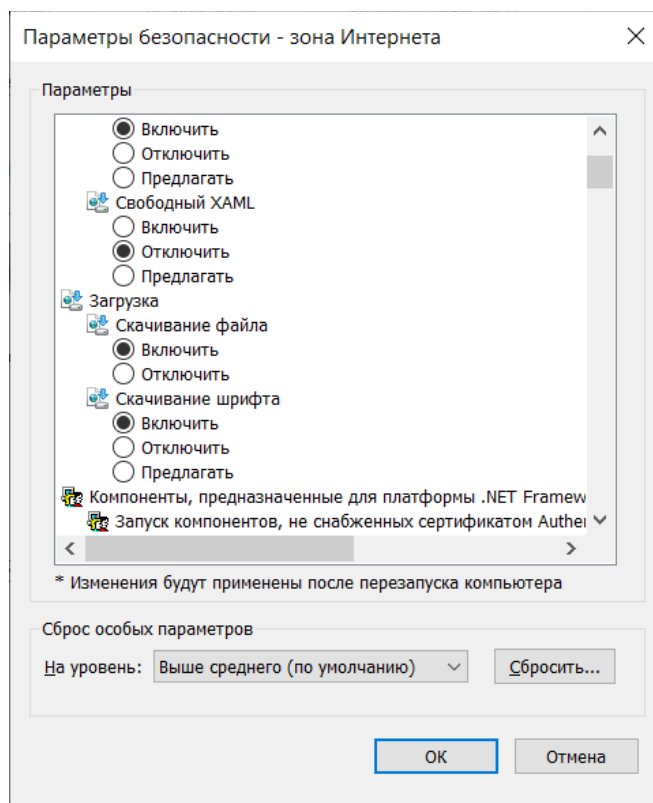 Параметры безопасности - зона Интернета
Параметры
Включить
Отключить
Предлагать
Свободный XAML
Включить
Отключить
Предлагать
Загрузка
Скачивание файла
Включить
Отключить
Скачивание шрифта
Включить
Отключить
Предлагать
Компоненты, предназначенные для платформы .NET Framew
Запуск компонентов, не снабженных сертификатом Authe
* Изменения будут применены после перезапуска компьютера
Сброс особых параметров
На уровень: Выше среднего (по умолчанию) Сбросить...
ОК Отмена